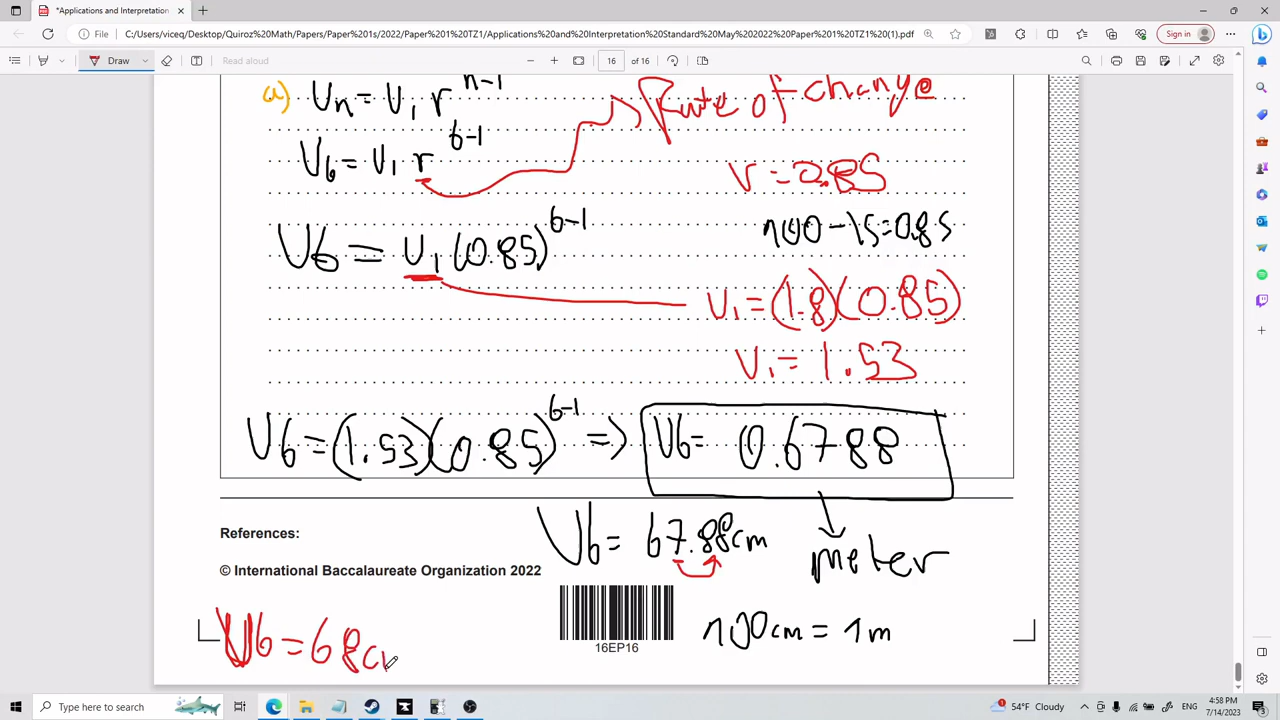 *Applications and Interpretation
File
C:/Users/viceq/Desktop/Quiroz%20Math/Papers/Paper%201s/2022/Paper%201%20TZ1/Applications%20and%20Interpretation%20Standard%20May%202022%20Paper%201%20TZ1%20(1).pdf
Sign in
Draw
Read aloud
16 of 16
a) Un = U1 r^n-1
Rate of change
U6 = U1 r^6-1
r = 0.85
100 - 15 = 0.85
U6 = U1 (0.85)^6-1
U1 = (1.8)(0.85)
U1 = 1.53
U6 = (1.53)(0.85)^6-1 => U6 = 0.6788
References:
U6 = 67.88cm
meter
© International Baccalaureate Organization 2022
16EP16
100cm = 1m
U6 = 68c
Type here to search
54°F Cloudy
4:58 PM
7/14/2023